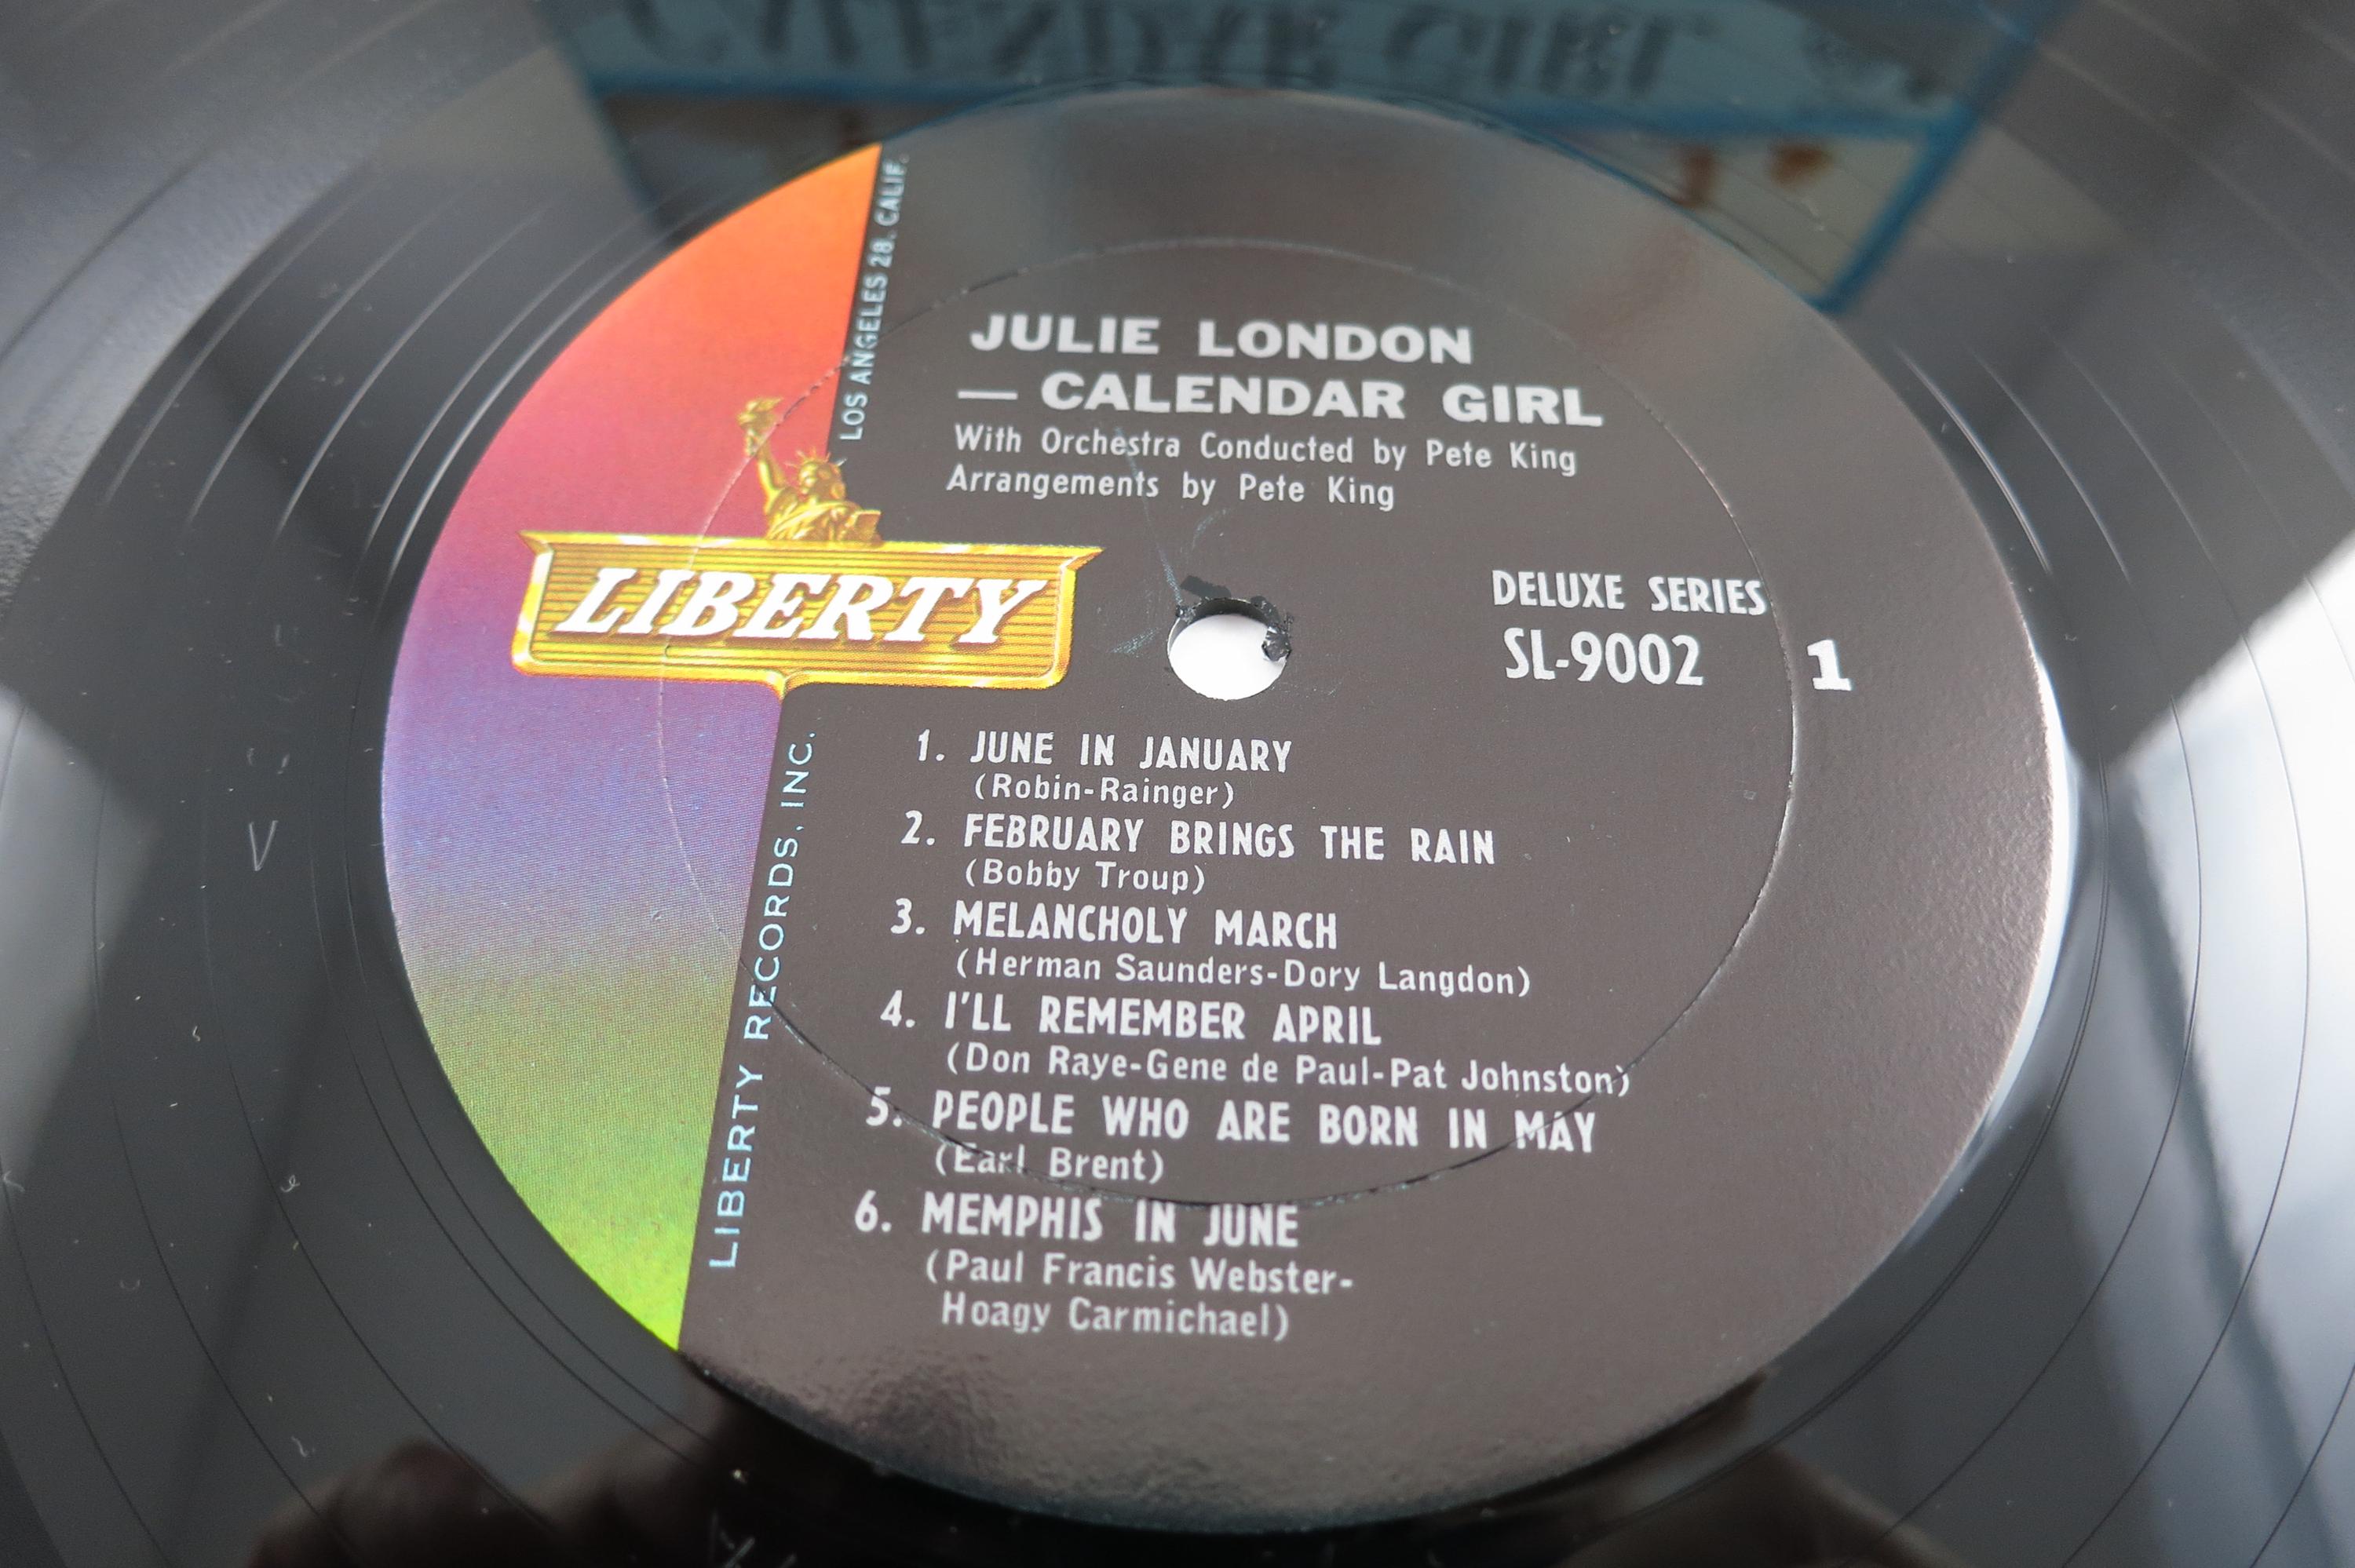 CALENDAR GIRL
LOS ANGELES 28, CALIF.
JULIE LONDON
— CALENDAR GIRL
With Orchestra Conducted by Pete King
Arrangements by Pete King
LIBERTY
DELUXE SERIES
SL-9002
1
LIBERTY RECORDS, INC.
1. JUNE IN JANUARY
(Robin-Rainger)
2. FEBRUARY BRINGS THE RAIN
(Bobby Troup)
3. MELANCHOLY MARCH
(Herman Saunders-Dory Langdon)
4. I'LL REMEMBER APRIL
(Don Raye-Gene de Paul-Pat Johnston)
5. PEOPLE WHO ARE BORN IN MAY
(Earl Brent)
6. MEMPHIS IN JUNE
(Paul Francis Webster-
Hoagy Carmichael)
V